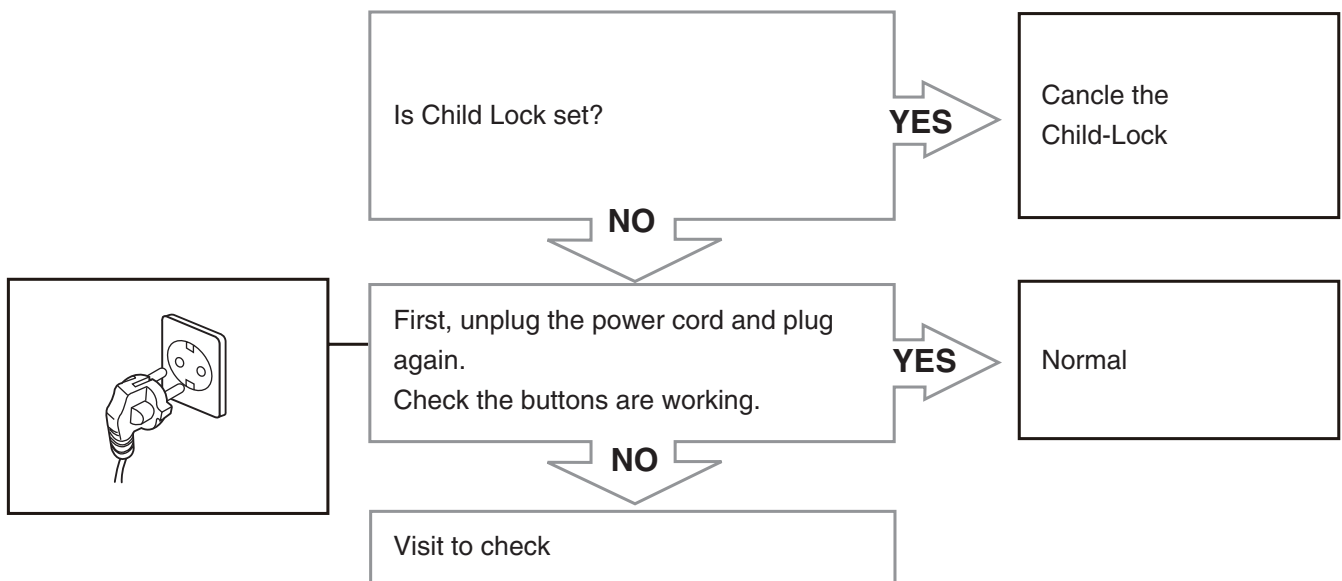 Is Child Lock set?
YES
Cancle the
Child-Lock
NO
First, unplug the power cord and plug
again.
Check the buttons are working.
YES
Normal
NO
Visit to check